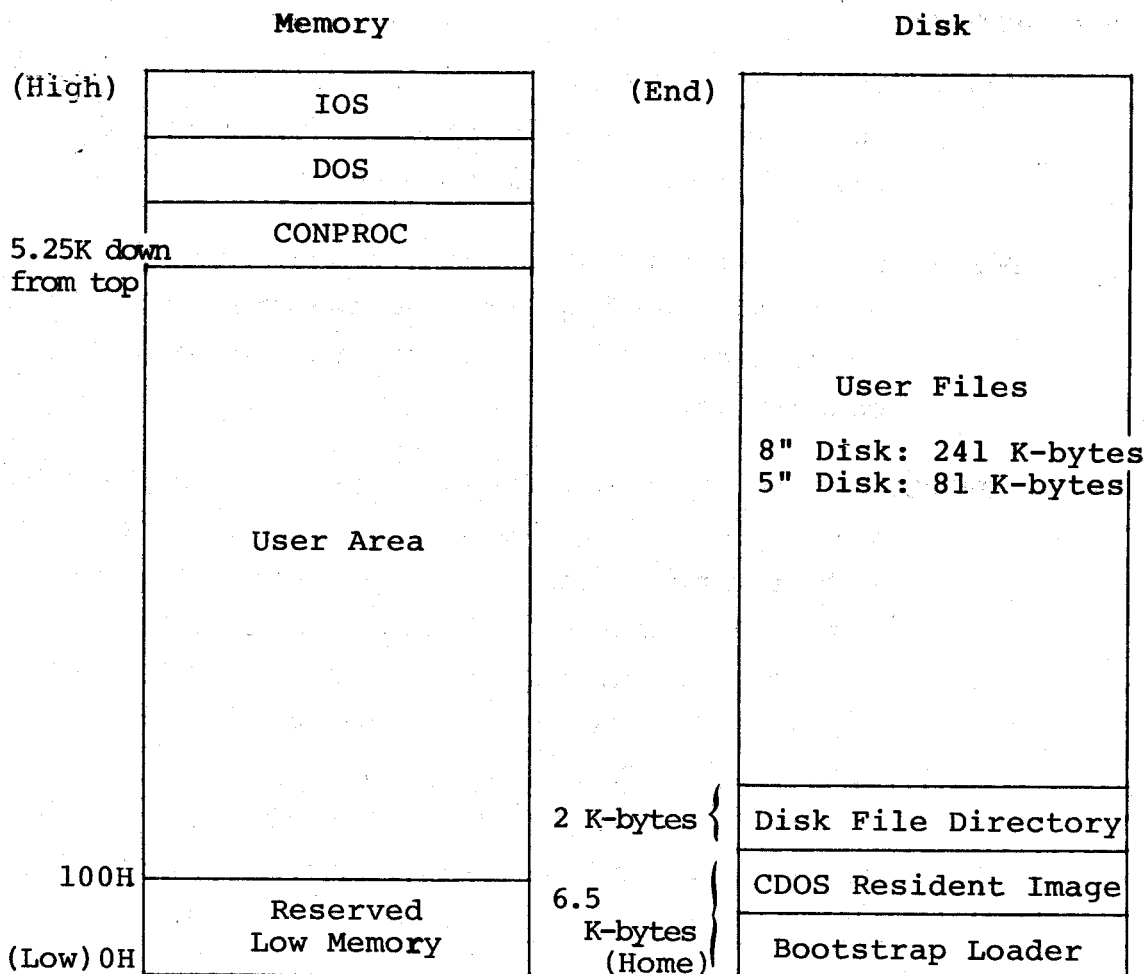 Memory
(High)
IOS
DOS
CONPROC
5.25K down
from top
User Area
100H
Reserved
Low Memory
(Low) 0H
Disk
(End)
User Files
8" Disk: 241 K-bytes
5" Disk: 81 K-bytes
2 K-bytes {
Disk File Directory
6.5
K-bytes
(Home)
{
CDOS Resident Image
Bootstrap Loader